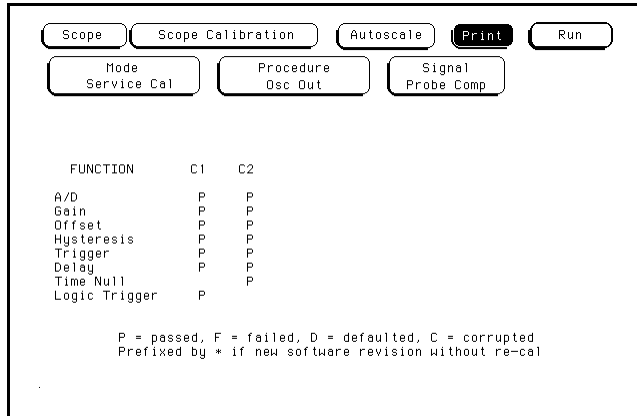 Scope Scope Calibration Autoscale Print Run
Mode Procedure Signal
Service Cal Osc Out Probe Comp
FUNCTION C1 C2
A/D P P
Gain P P
Offset P P
Hysteresis P P
Trigger P P
Delay P P
Time Null P
Logic Trigger P
P = passed, F = failed, D = defaulted, C = corrupted
Prefixed by * if new software revision without re-cal